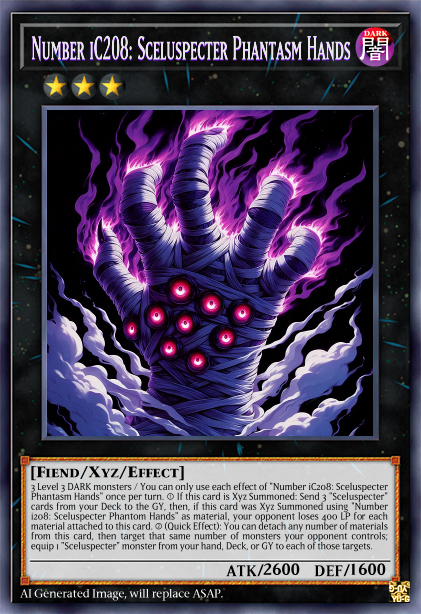 Number iC208: Sceluspecter Phantasm Hands
DARK
闇
[Fiend/Xyz/Effect]
3 Level 3 DARK monsters / You can only use each effect of "Number iC208: Sceluspecter
Phantasm Hands" once per turn. ① If this card is Xyz Summoned: Send 3 "Sceluspecter"
cards from your Deck to the GY, then, if this card was Xyz Summoned using "Number
i208: Sceluspecter Phantom Hands" as material, your opponent loses 400 LP for each
material attached to this card. ② (Quick Effect): You can detach any number of materials
from this card, then target that same number of monsters your opponent controls;
equip 1 "Sceluspecter" monster from your hand, Deck, or GY to each of those targets.
ATK/2600 DEF/1600
AI Generated Image, will replace ASAP.